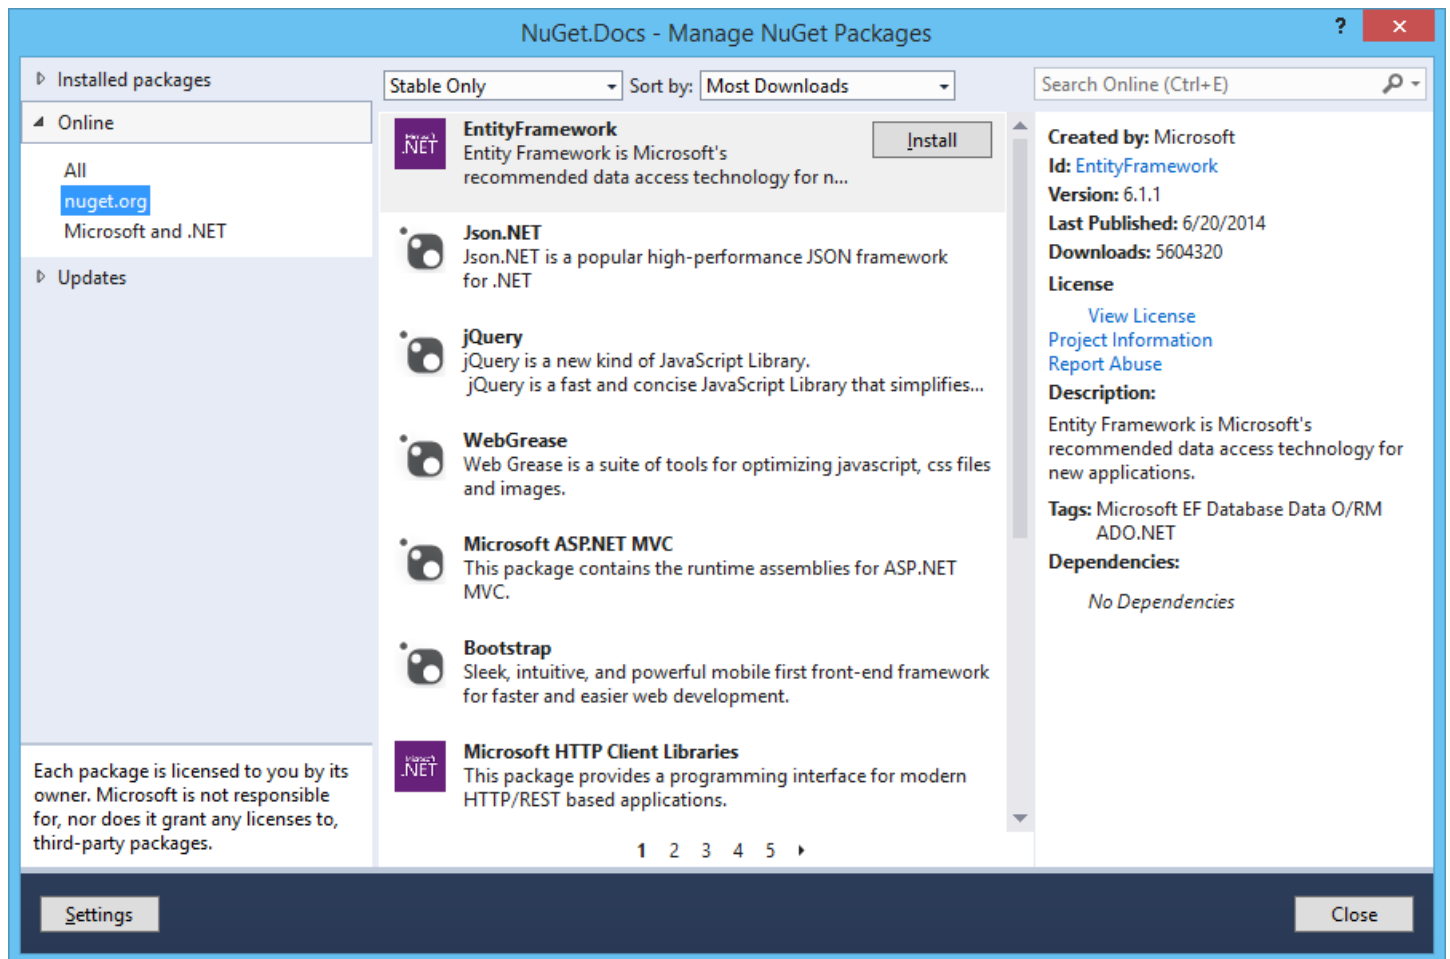 NuGet.Docs - Manage NuGet Packages
?
Installed packages
Online
All
nuget.org
Microsoft and .NET
Updates
Each package is licensed to you by its
owner. Microsoft is not responsible
for, nor does it grant any licenses to,
third-party packages.
Stable Only
Sort by:
Most Downloads
Microsoft
.NET
EntityFramework
Entity Framework is Microsoft's
recommended data access technology for n...
Install
Json.NET
Json.NET is a popular high-performance JSON framework
for .NET
jQuery
jQuery is a new kind of JavaScript Library.
jQuery is a fast and concise JavaScript Library that simplifies...
WebGrease
Web Grease is a suite of tools for optimizing javascript, css files
and images.
Microsoft ASP.NET MVC
This package contains the runtime assemblies for ASP.NET
MVC.
Bootstrap
Sleek, intuitive, and powerful mobile first front-end framework
for faster and easier web development.
Microsoft
.NET
Microsoft HTTP Client Libraries
This package provides a programming interface for modern
HTTP/REST based applications.
1 2 3 4 5
Search Online (Ctrl+E)
Created by: Microsoft
Id: EntityFramework
Version: 6.1.1
Last Published: 6/20/2014
Downloads: 5604320
License
View License
Project Information
Report Abuse
Description:
Entity Framework is Microsoft's
recommended data access technology for
new applications.
Tags: Microsoft EF Database Data O/RM
ADO.NET
Dependencies:
No Dependencies
Settings
Close